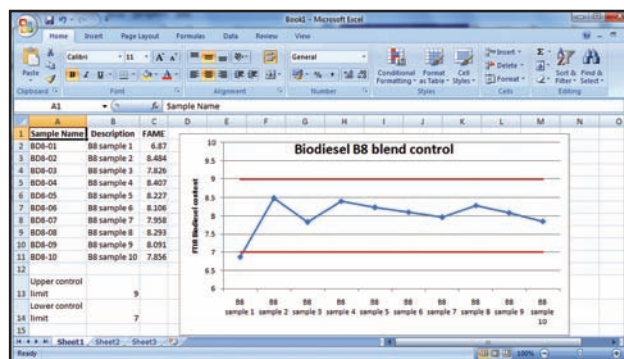 Book1 - Microsoft Excel
Home Insert Page Layout Formulas Data Review View
Calibri 11 General
Paste
B I U
Conditional Formatting Format as Table Cell Styles
Insert Delete Format
Sort & Filter Find & Select
Clipboard Font Alignment Number Styles Cells Editing
A1 Sample Name
A B C D E F G H I J K L M N O
1 Sample Name Description FAME
2 BD8-01 B8 sample 1 6.87
3 BD8-02 B8 sample 2 8.484
4 BD8-03 B8 sample 3 7.826
5 BD8-04 B8 sample 4 8.407
6 BD8-05 B8 sample 5 8.227
7 BD8-06 B8 sample 6 8.106
8 BD8-07 B8 sample 7 7.958
9 BD8-08 B8 sample 8 8.293
10 BD8-09 B8 sample 9 8.091
11 BD8-10 B8 sample 10 7.856
12
Upper control
13 limit 9
Lower control
14 limit 7
15
Biodiesel B8 blend control
FTIR Biodiesel content
10
9
8
7
6
B8 sample 1
B8 sample 2
B8 sample 3
B8 sample 4
B8 sample 5
B8 sample 6
B8 sample 7
B8 sample 8
B8 sample 9
B8 sample 10
Sheet1 Sheet2 Sheet3
Ready 100%